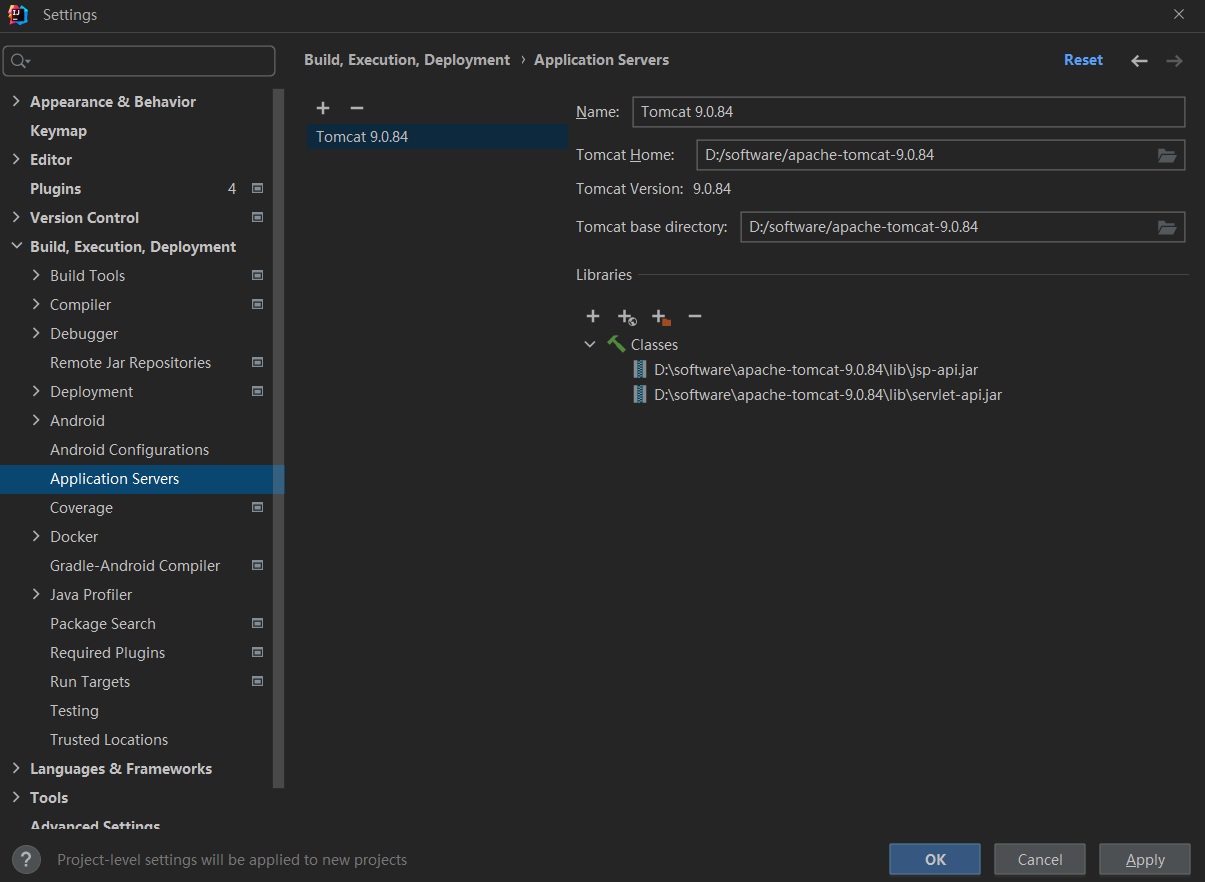 Settings
Build, Execution, Deployment › Application Servers
Reset
Appearance & Behavior
Keymap
Editor
Plugins 4
Version Control
Build, Execution, Deployment
Build Tools
Compiler
Debugger
Remote Jar Repositories
Deployment
Android
Android Configurations
Application Servers
Coverage
Docker
Gradle-Android Compiler
Java Profiler
Package Search
Required Plugins
Run Targets
Testing
Trusted Locations
Languages & Frameworks
Tools
Advanced Settings
Tomcat 9.0.84
Name: Tomcat 9.0.84
Tomcat Home: D:/software/apache-tomcat-9.0.84
Tomcat Version: 9.0.84
Tomcat base directory: D:/software/apache-tomcat-9.0.84
Libraries
Classes
D:\software\apache-tomcat-9.0.84\lib\jsp-api.jar
D:\software\apache-tomcat-9.0.84\lib\servlet-api.jar
? Project-level settings will be applied to new projects
OK Cancel Apply